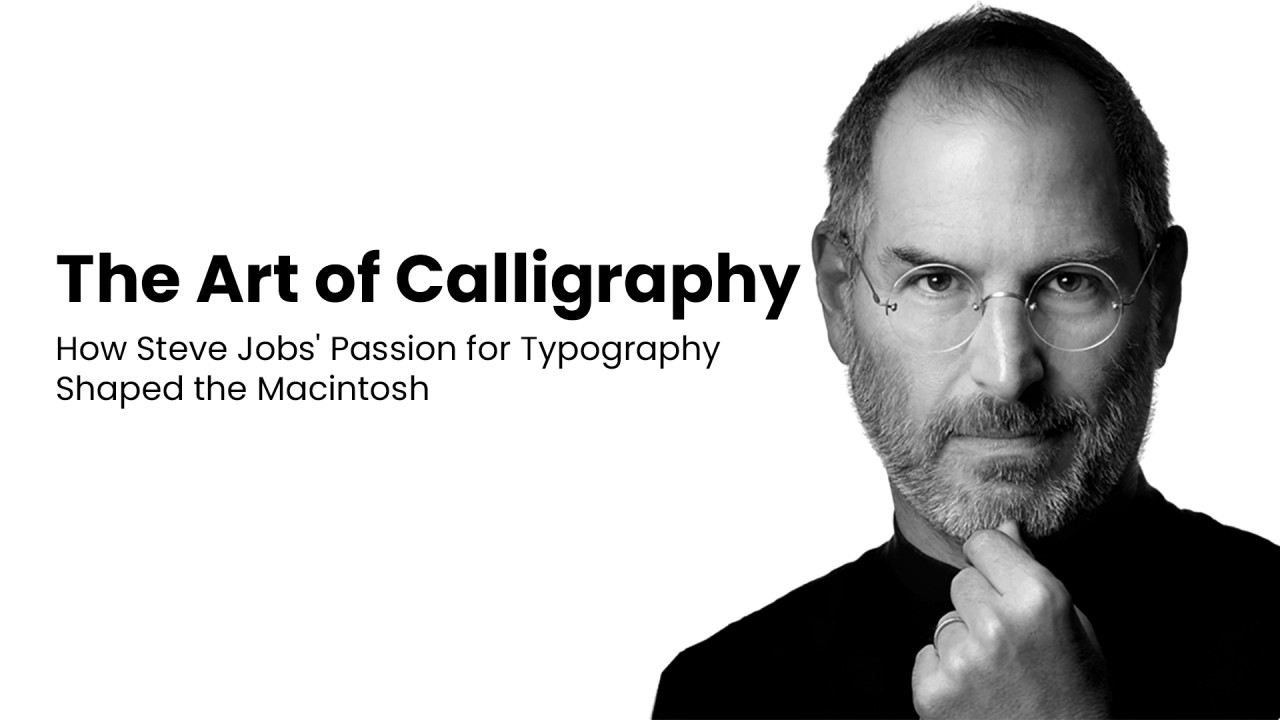 The Art of Calligraphy
How Steve Jobs' Passion for Typography
Shaped the Macintosh